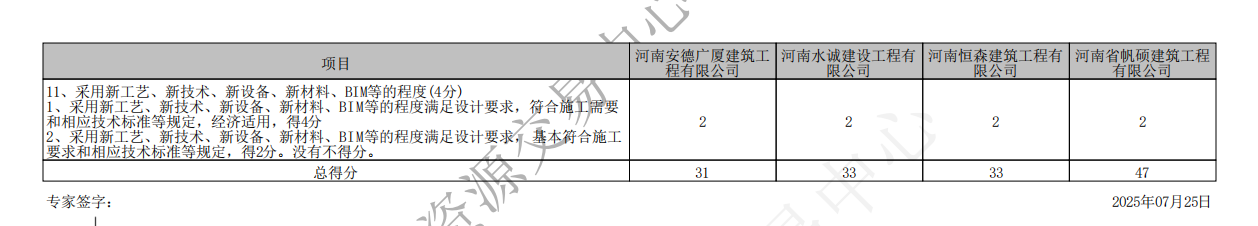 项目
河南安德广厦建筑工
程有限公司
河南水诚建设工程有
限公司
河南恒森建筑工程有
限公司
河南省帆硕建筑工程
有限公司
11、采用新工艺、新技术、新设备、新材料、BIM等的程度(4分)
1、采用新工艺、新技术、新设备、新材料、BIM等的程度满足设计要求，符合施工需要
和相应技术标准等规定，经济适用，得4分
2、采用新工艺、新技术、新设备、新材料、BIM等的程度满足设计要求， 基本符合施工
要求和相应技术标准等规定，得2分。没有不得分。
2
2
2
2
总得分
31
33
33
47
专家签字：
2025年07月25日
资源交易中心
中心